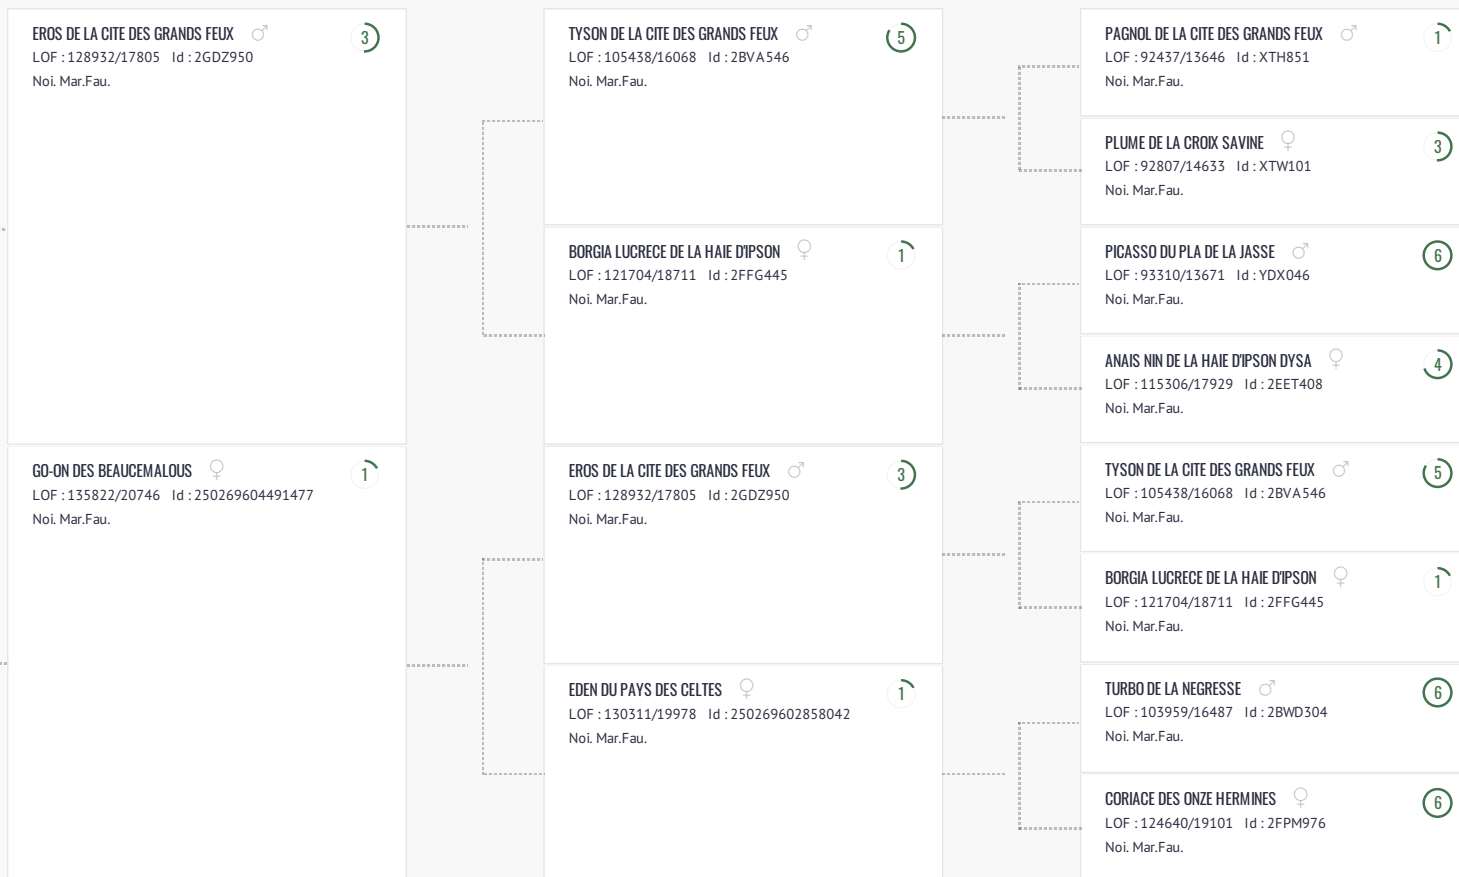 EROS DE LA CITE DES GRANDS FEUX 3
LOF : 128932/17805 Id : 2GDZ950
Noi. Mar.Fau.
GO-ON DES BEAUCEMALOUS 1
LOF : 135822/20746 Id : 250269604491477
Noi. Mar.Fau.
TYSON DE LA CITE DES GRANDS FEUX 5
LOF : 105438/16068 Id : 2BVA546
Noi. Mar.Fau.
BORGIA LUCRECE DE LA HAIE D'IPSON 1
LOF : 121704/18711 Id : 2FFG445
Noi. Mar.Fau.
EROS DE LA CITE DES GRANDS FEUX 3
LOF : 128932/17805 Id : 2GDZ950
Noi. Mar.Fau.
EDEN DU PAYS DES CELTES 1
LOF : 130311/19978 Id : 250269602858042
Noi. Mar.Fau.
PAGNOL DE LA CITE DES GRANDS FEUX 1
LOF : 92437/13646 Id : XTH851
Noi. Mar.Fau.
PLUME DE LA CROIX SAVINE 3
LOF : 92807/14633 Id : XTW101
Noi. Mar.Fau.
PICASSO DU PLA DE LA JASSE 6
LOF : 93310/13671 Id : YDX046
Noi. Mar.Fau.
ANAIS NIN DE LA HAIE D'IPSON DYSA 4
LOF : 115306/17929 Id : 2EET408
Noi. Mar.Fau.
TYSON DE LA CITE DES GRANDS FEUX 5
LOF : 105438/16068 Id : 2BVA546
Noi. Mar.Fau.
BORGIA LUCRECE DE LA HAIE D'IPSON 1
LOF : 121704/18711 Id : 2FFG445
Noi. Mar.Fau.
TURBO DE LA NEGRESSE 6
LOF : 103959/16487 Id : 2BWD304
Noi. Mar.Fau.
CORIACE DES ONZE HERMINES 6
LOF : 124640/19101 Id : 2FPM976
Noi. Mar.Fau.